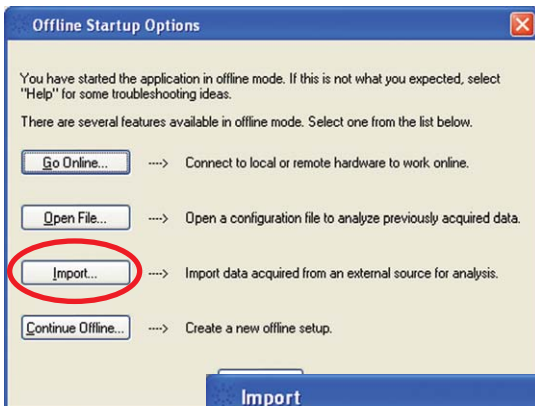 Offline Startup Options
You have started the application in offline mode. If this is not what you expected, select
"Help" for some troubleshooting ideas.
There are several features available in offline mode. Select one from the list below.
Go Online... ----> Connect to local or remote hardware to work online.
Open File... ----> Open a configuration file to analyze previously acquired data.
Import... ----> Import data acquired from an external source for analysis.
Continue Offline... ----> Create a new offline setup.
Import